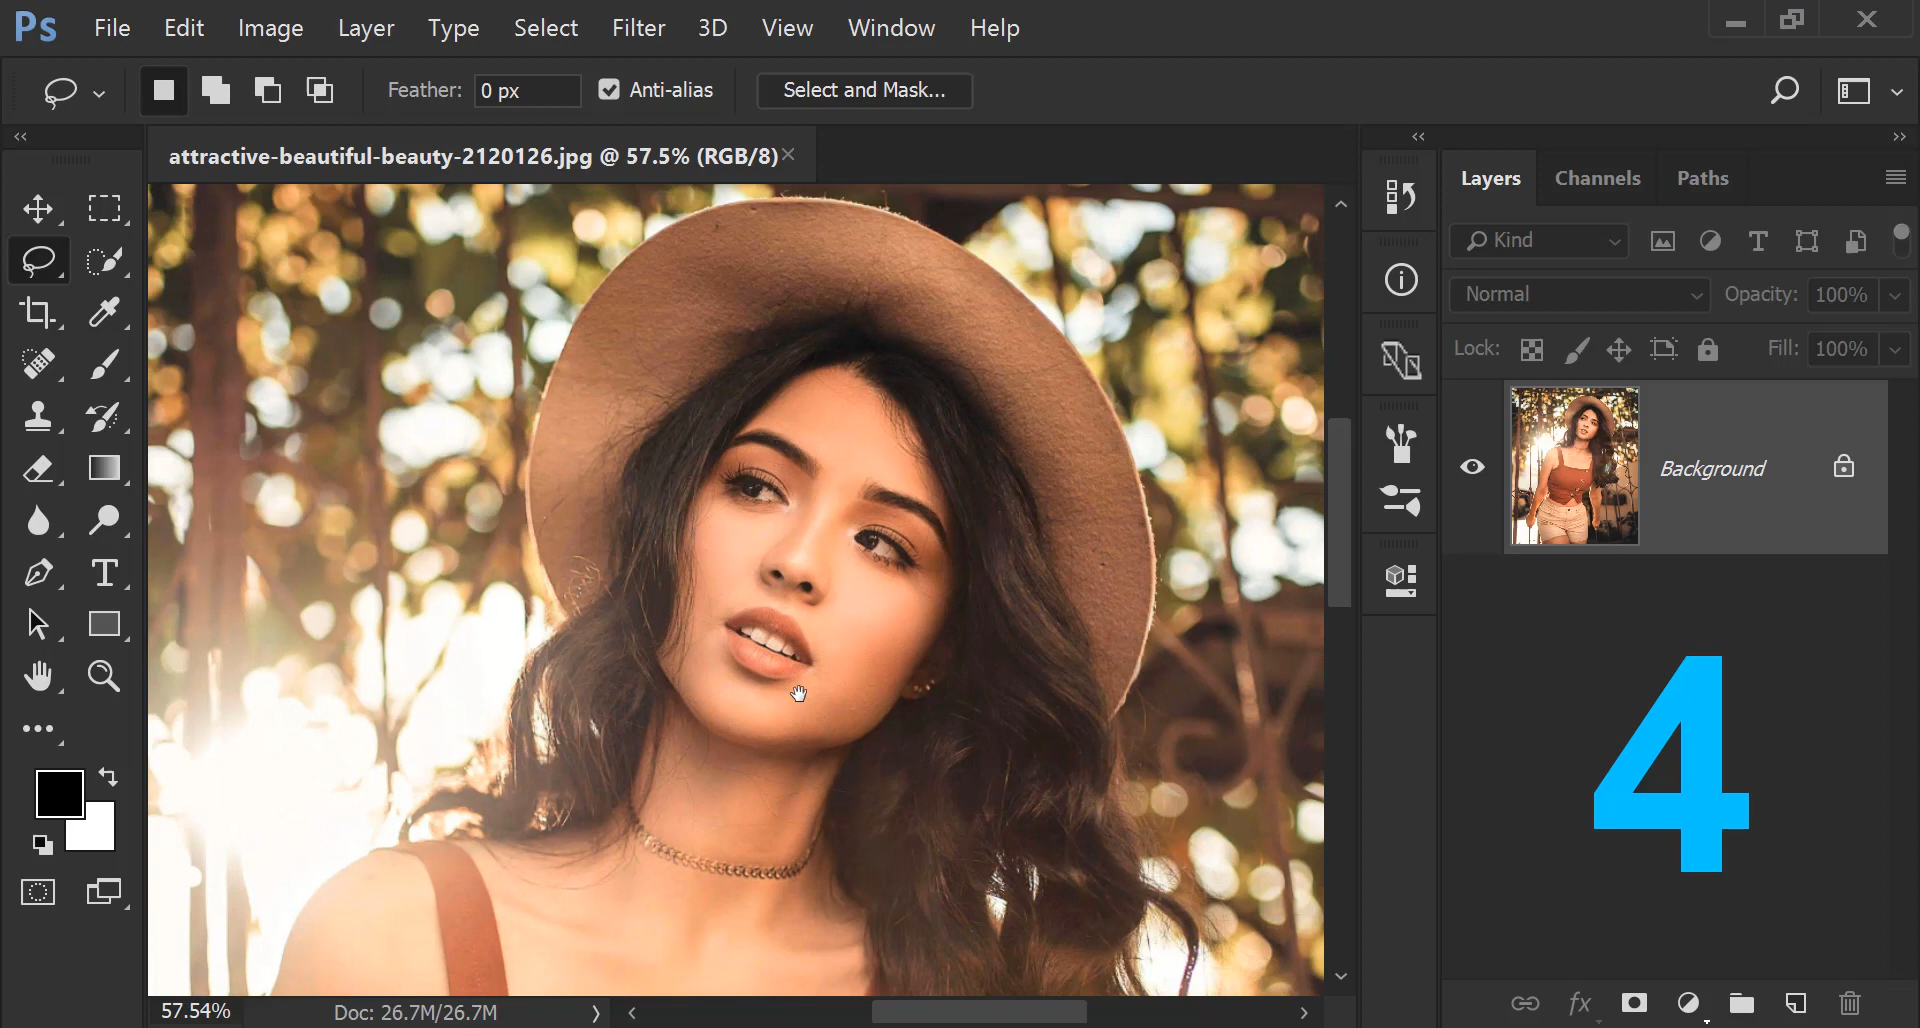 Ps File Edit Image Layer Type Select Filter 3D View Window Help
Feather: 0 px Anti-alias Select and Mask...
attractive-beautiful-beauty-2120126.jpg @ 57.5% (RGB/8)
Layers Channels Paths
Kind
Normal Opacity: 100%
Lock: Fill: 100%
Background
4
57.54% Doc: 26.7M/26.7M
fx